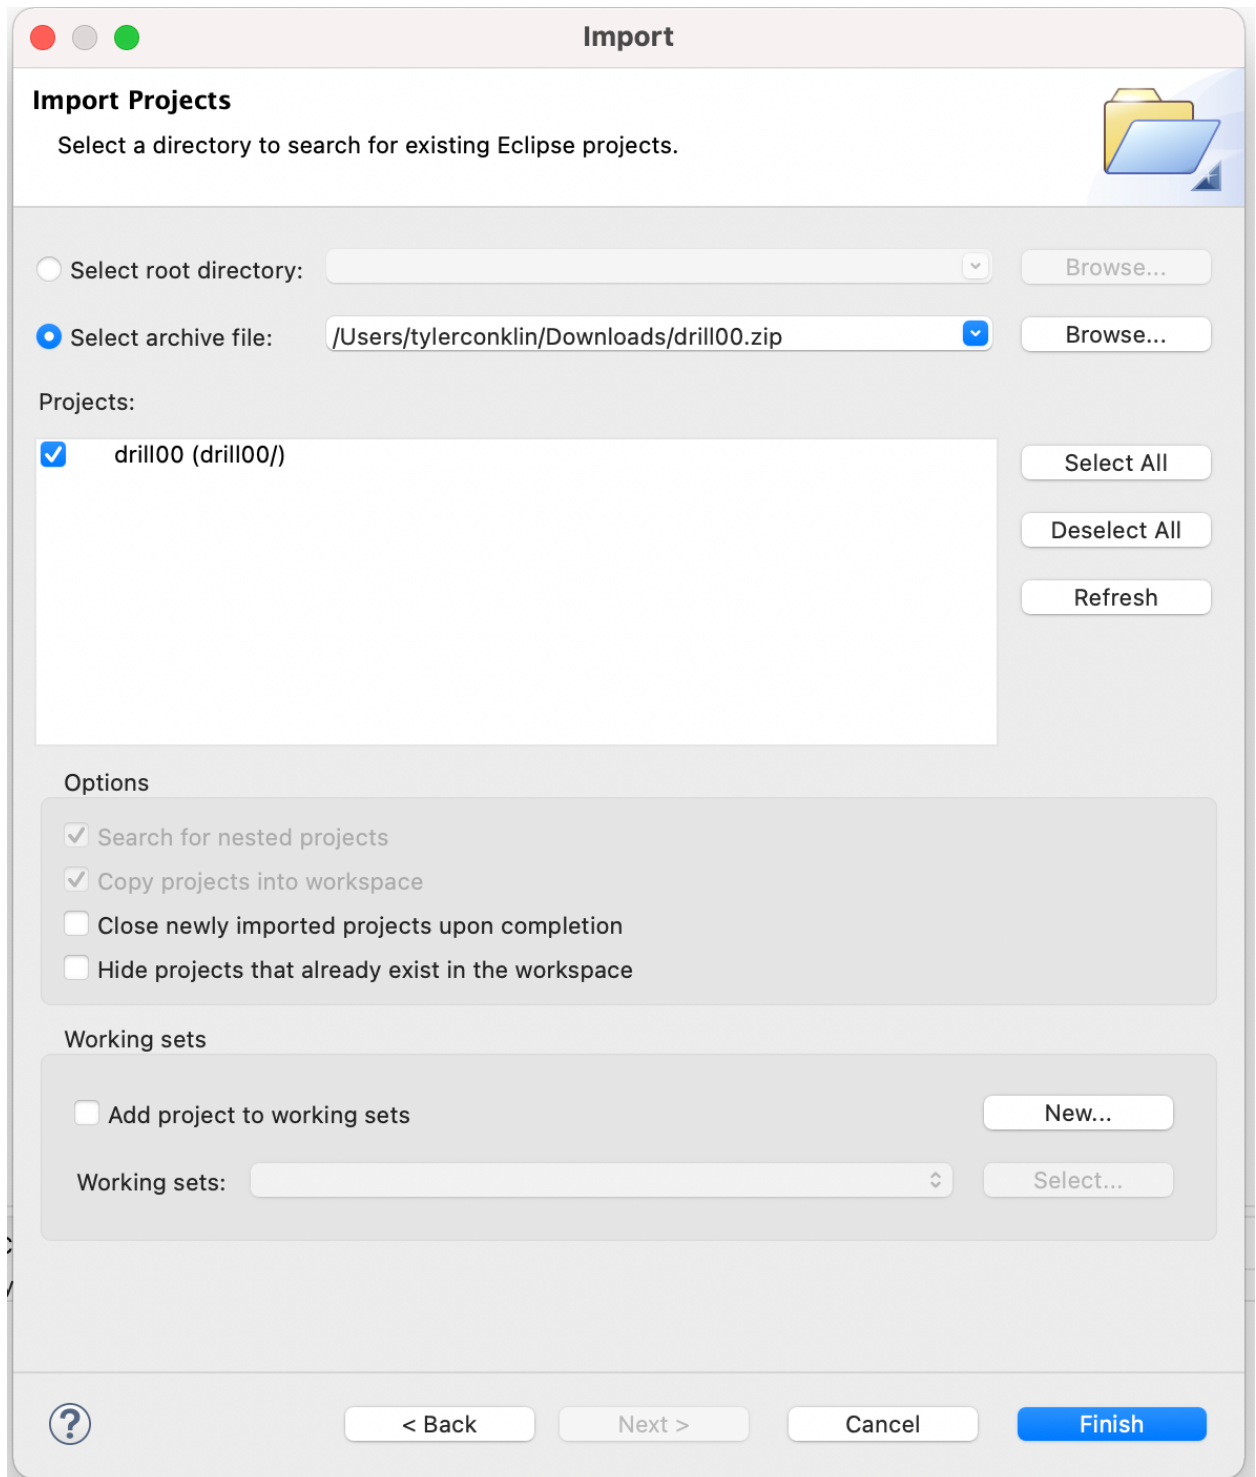 Import
Import Projects
Select a directory to search for existing Eclipse projects.
Select root directory:
Browse...
Select archive file:
/Users/tylerconklin/Downloads/drill00.zip
Browse...
Projects:
drill00 (drill00/)
Select All
Deselect All
Refresh
Options
Search for nested projects
Copy projects into workspace
Close newly imported projects upon completion
Hide projects that already exist in the workspace
Working sets
Add project to working sets
New...
Working sets:
Select...
?
< Back
Next >
Cancel
Finish